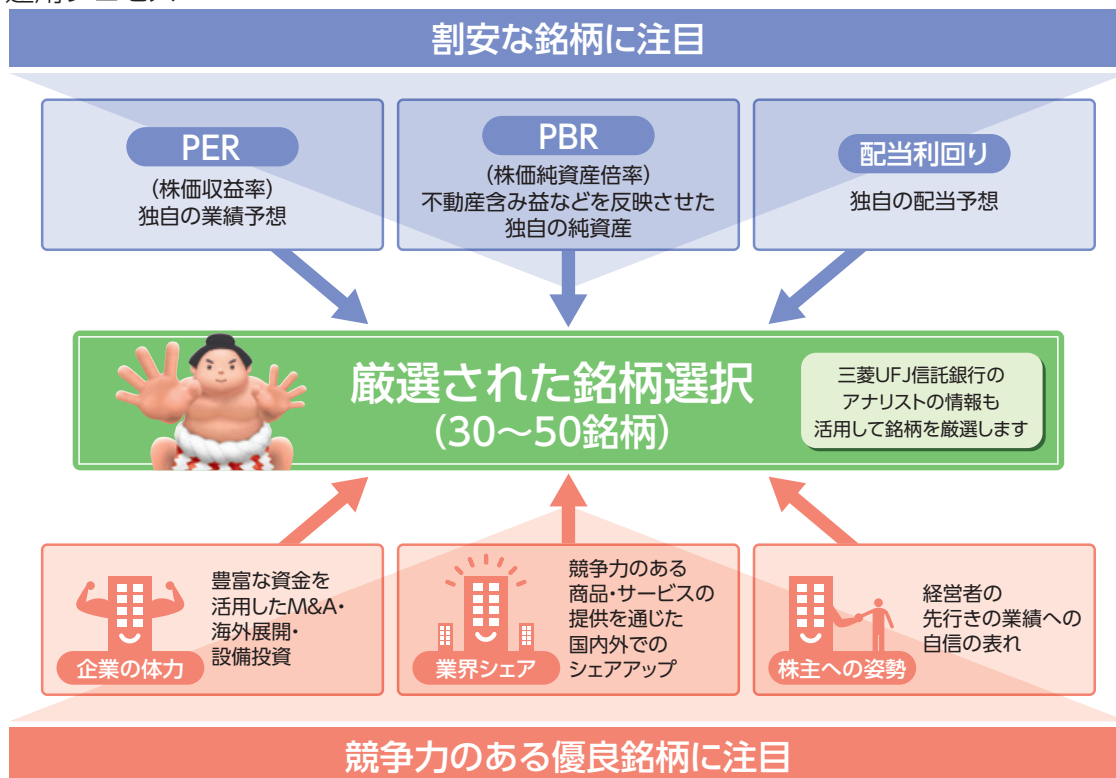 割安な銘柄に注目
PER
(株価収益率)
独自の業績予想
PBR
(株価純資産倍率)
不動産含み益などを反映させた
独自の純資産
配当利回り
独自の配当予想
厳選された銘柄選択
(30～50銘柄)
三菱UFJ信託銀行の
アナリストの情報も
活用して銘柄を厳選します
豊富な資金を
活用したM&A・
海外展開・
設備投資
企業の体力
競争力のある
商品・サービスの
提供を通じた
国内外での
シェアアップ
業界シェア
経営者の
先行きの業績への
自信の表れ
株主への姿勢
競争力のある優良銘柄に注目